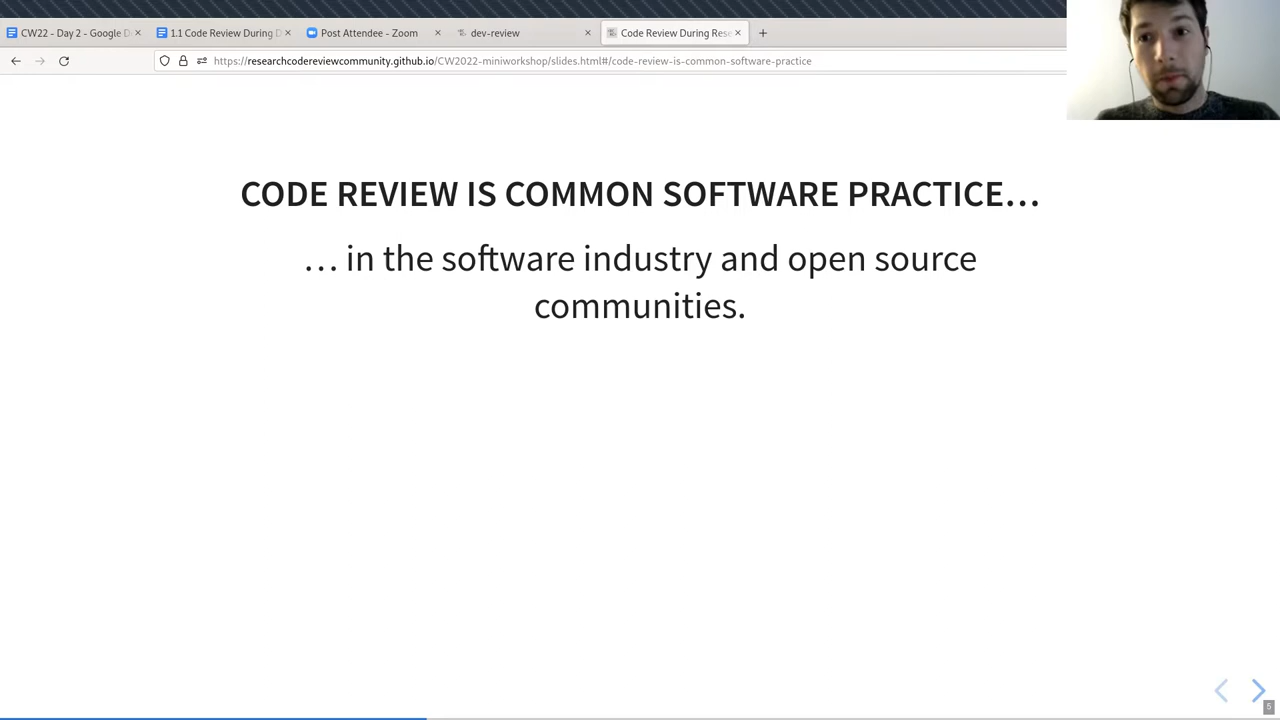 CW22 - Day 2 - Google D
1.1 Code Review During D
Post Attendee - Zoom
dev-review
Code Review During Rese
https://researchcodereviewcommunity.github.io/CW2022-miniworkshop/slides.html#/code-review-is-common-software-practice
CODE REVIEW IS COMMON SOFTWARE PRACTICE…
… in the software industry and open source
communities.
5